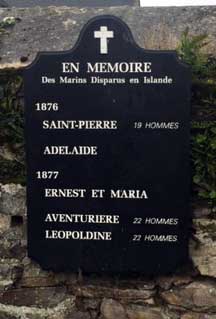 EN MEMOIRE
Des Marins Disparus en Islande
1876
SAINT-PIERRE 19 HOMMES
ADELAIDE
1877
ERNEST ET MARIA
AVENTURIERE 22 HOMMES
LEOPOLDINE 22 HOMMES